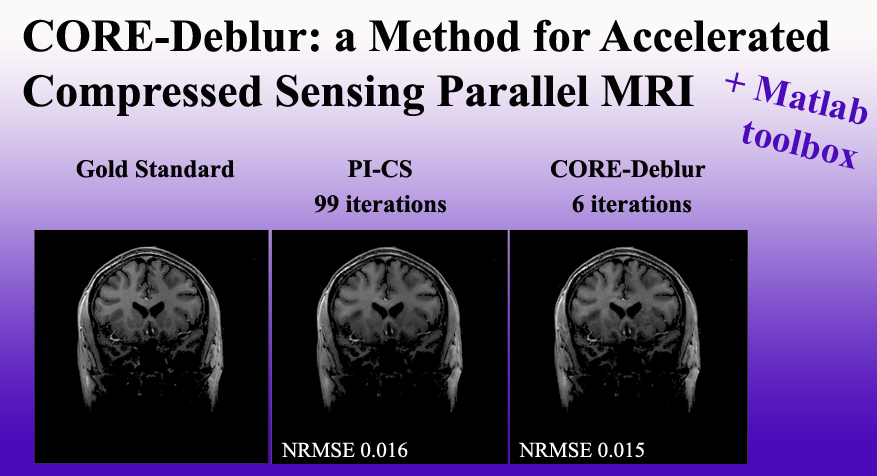 CORE-Deblur: a Method for Accelerated
Compressed Sensing Parallel MRI
+ Matlab
toolbox
Gold Standard
PI-CS
99 iterations
CORE-Deblur
6 iterations
NRMSE 0.016
NRMSE 0.015